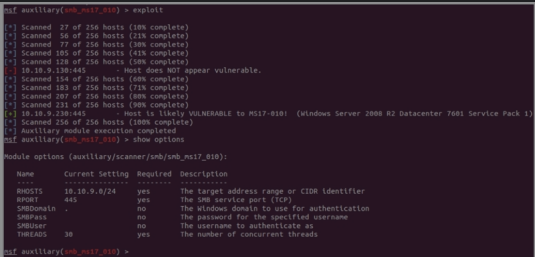 msf auxiliary(smb_ms17_010) > exploit
[*] Scanned 27 of 256 hosts (10% complete)
[*] Scanned 56 of 256 hosts (21% complete)
[*] Scanned 77 of 256 hosts (30% complete)
[*] Scanned 105 of 256 hosts (41% complete)
[*] Scanned 128 of 256 hosts (50% complete)
[-] 10.10.9.130:445 - Host does NOT appear vulnerable.
[*] Scanned 154 of 256 hosts (60% complete)
[*] Scanned 183 of 256 hosts (71% complete)
[*] Scanned 207 of 256 hosts (80% complete)
[*] Scanned 231 of 256 hosts (90% complete)
[+] 10.10.9.230:445 - Host is likely VULNERABLE to MS17-010! (Windows Server 2008 R2 Datacenter 7601 Service Pack 1)
[*] Scanned 256 of 256 hosts (100% complete)
[*] Auxiliary module execution completed
msf auxiliary(smb_ms17_010) > show options
Module options (auxiliary/scanner/smb/smb_ms17_010):
Name Current Setting Required Description
---- --------------- -------- -----------
RHOSTS 10.10.9.0/24 yes The target address range or CIDR identifier
RPORT 445 yes The SMB service port (TCP)
SMBDomain . no The Windows domain to use for authentication
SMBPass no The password for the specified username
SMBUser no The username to authenticate as
THREADS 30 yes The number of concurrent threads
msf auxiliary(smb_ms17_010) >